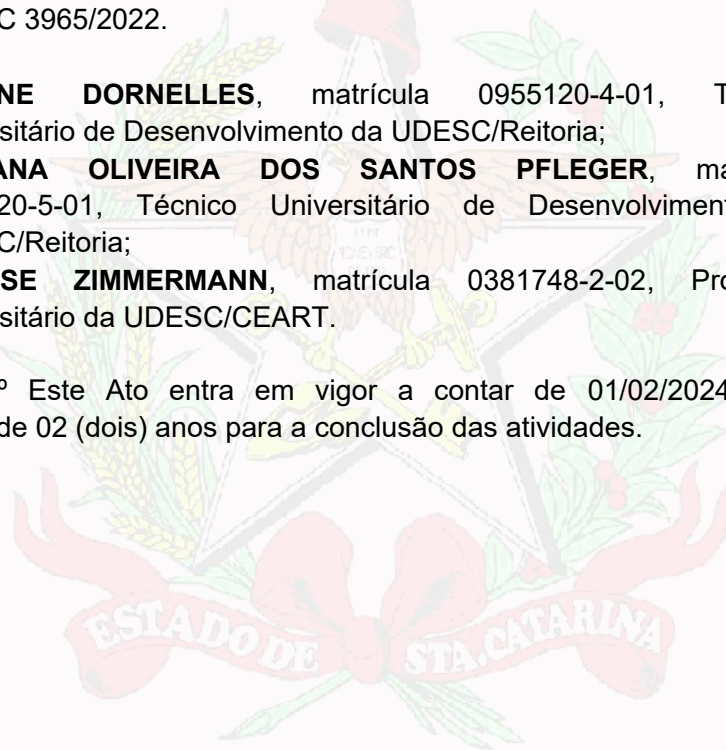 C 3965/2022.
NE DORNELLES, matrícula 0955120-4-01, T
sitário de Desenvolvimento da UDESC/Reitoria;
ANA OLIVEIRA DOS SANTOS PFLEGER, ma
20-5-01, Técnico Universitário de Desenvolviment
C/Reitoria;
SE ZIMMERMANN, matrícula 0381748-2-02, Pro
sitário da UDESC/CEART.
º Este Ato entra em vigor a contar de 01/02/2024
de 02 (dois) anos para a conclusão das atividades.
ESTADO DE STA. CATARINA